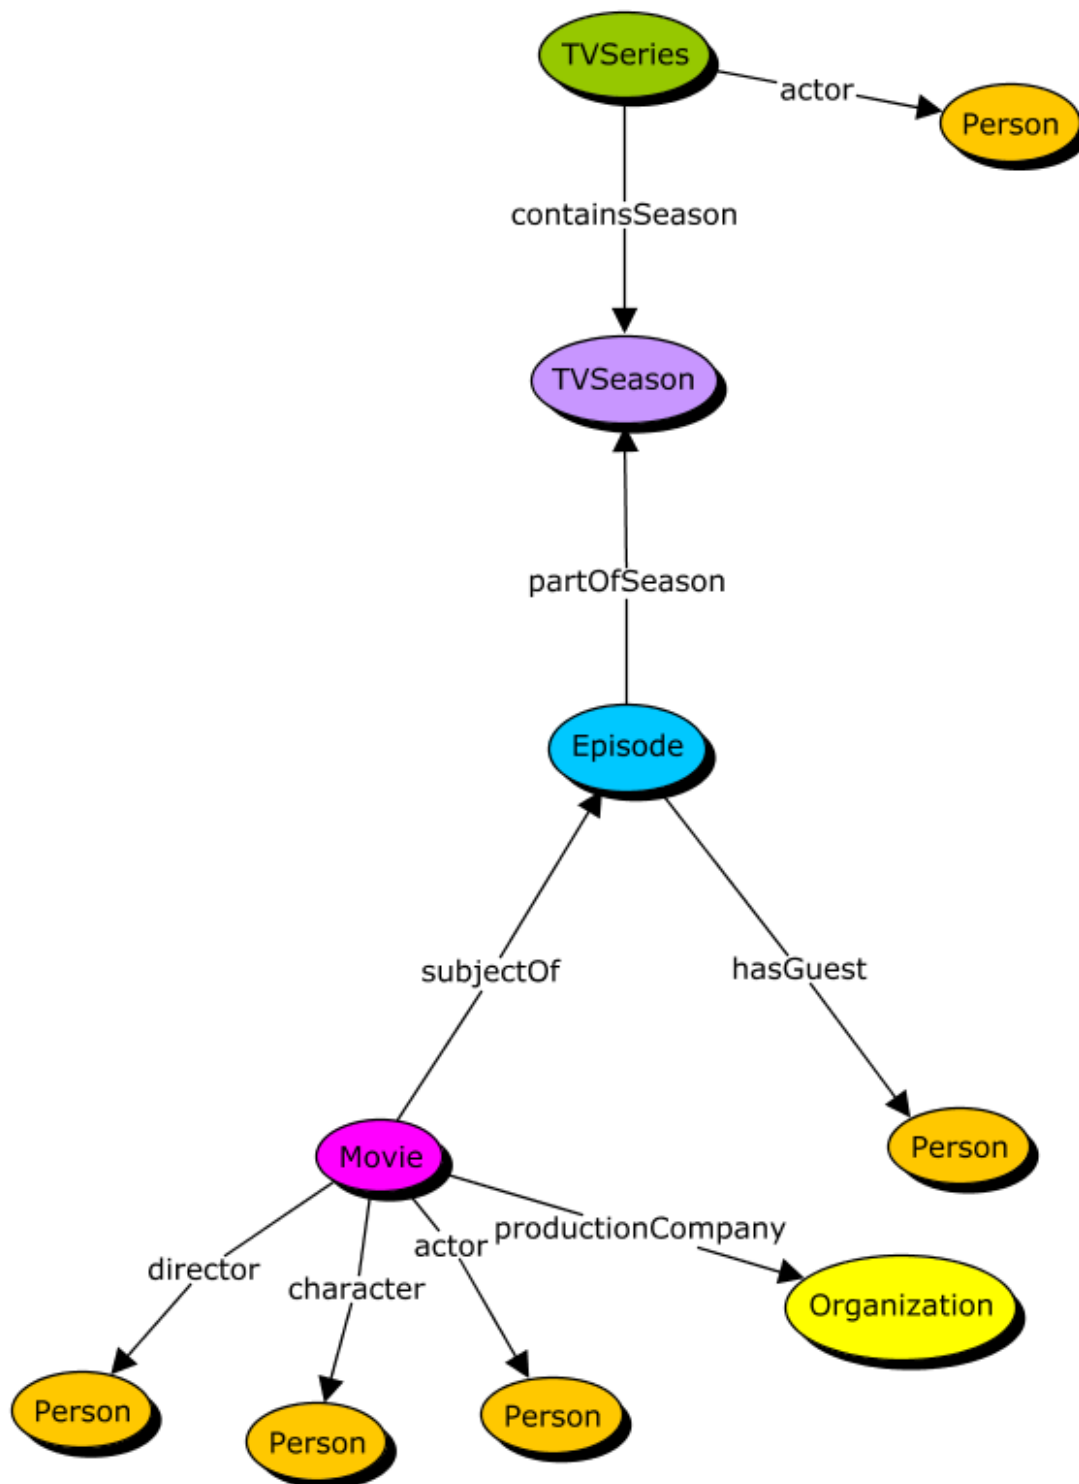 TVSeries
actor
Person
containsSeason
TVSeason
partOfSeason
Episode
subjectOf
hasGuest
Movie
Person
productionCompany
actor
director
character
Organization
Person
Person
Person